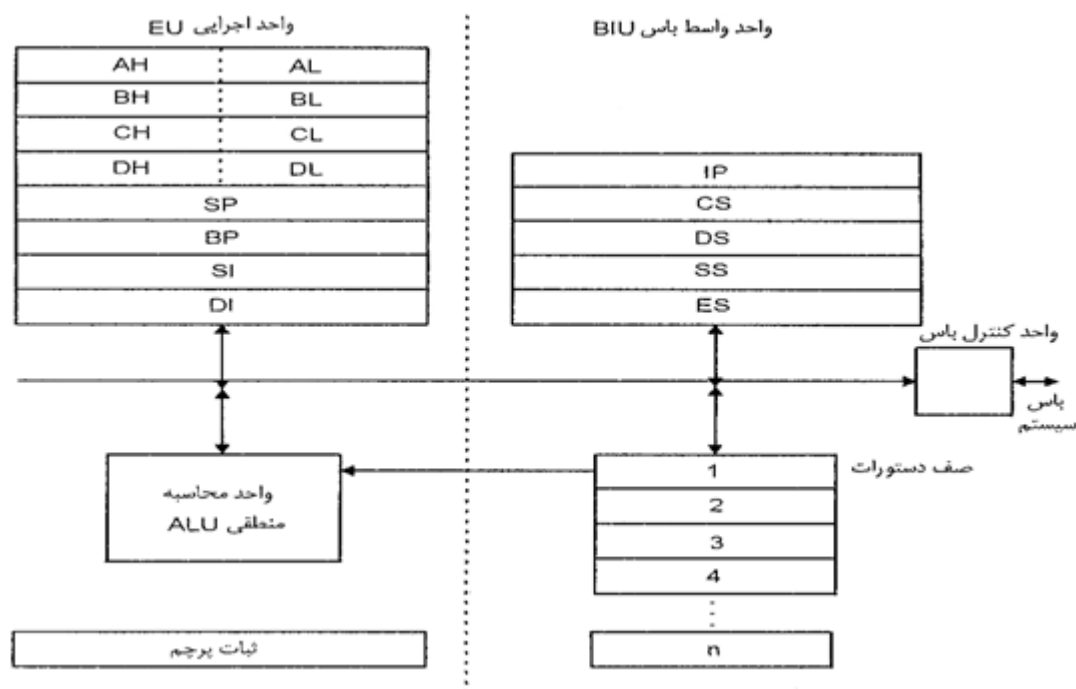 واحد اجرایی EU
AH AL
BH BL
CH CL
DH DL
SP
BP
SI
DI
واحد محاسبه
منطقی ALU
ثبات پرچم
واحد واسط باس BIU
IP
CS
DS
SS
ES
واحد کنترل باس
باس
سیستم
صف دستورات
1
2
3
4
n